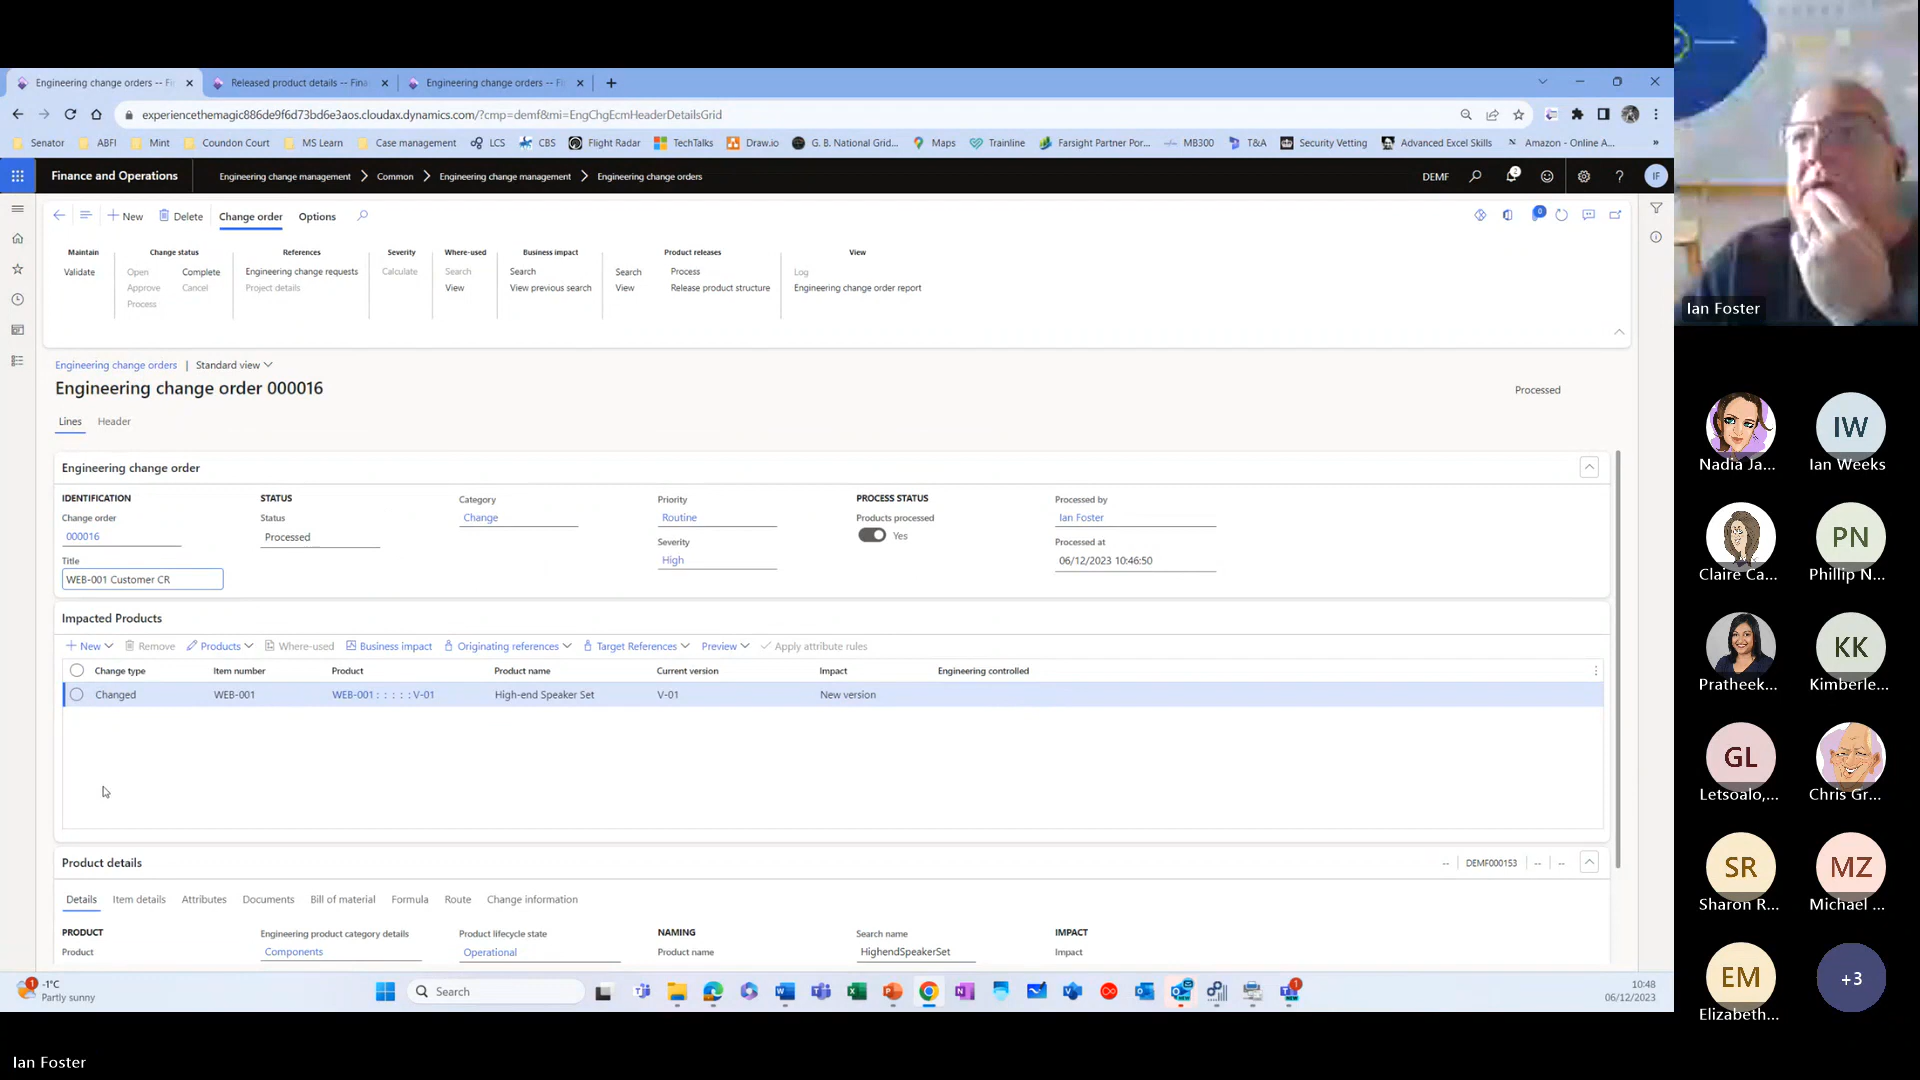 Engineering change orders -- Fi
Released product details -- Fina
Engineering change orders -- Fi
experiencethemagic886de9f6d73bd6e3aos.cloudax.dynamics.com/?cmp=demf&mi=EngChgEcmHeaderDetailsGrid
Senator
ABFI
Mint
Coundon Court
MS Learn
Case management
LCS
CBS
Flight Radar
TechTalks
Draw.io
G. B. National Grid...
Maps
Trainline
Farsight Partner Por...
MB300
T&A
Security Vetting
Advanced Excel Skills
Amazon - Online A...
Finance and Operations
Engineering change management
Common
Engineering change management
Engineering change orders
DEMF
2
IF
New
Delete
Change order
Options
0
Maintain
Change status
References
Severity
Where-used
Business impact
Product releases
View
Validate
Open
Complete
Engineering change requests
Calculate
Search
Search
Search
Process
Log
Approve
Cancel
Project details
View
View previous search
View
Release product structure
Engineering change order report
Process
Engineering change orders | Standard view
Engineering change order 000016
Processed
Lines
Header
Engineering change order
IDENTIFICATION
Change order
000016
Title
WEB-001 Customer CR
STATUS
Status
Processed
Category
Change
Priority
Routine
Severity
High
PROCESS STATUS
Products processed
Yes
Processed by
Ian Foster
Processed at
06/12/2023 10:46:50
Impacted Products
New
Remove
Products
Where-used
Business impact
Originating references
Target References
Preview
Apply attribute rules
Change type
Item number
Product
Product name
Current version
Impact
Engineering controlled
Changed
WEB-001
WEB-001 : : : : : V-01
High-end Speaker Set
V-01
New version
Product details
-- | DEMF000153 | -- | --
Details
Item details
Attributes
Documents
Bill of material
Formula
Route
Change information
PRODUCT
Product
Engineering product category details
Components
Product lifecycle state
Operational
NAMING
Product name
Search name
HighendSpeakerSet
IMPACT
Impact
1
-1°C
Partly sunny
Search
1
10:48
06/12/2023
Ian Foster
Ian Foster
Nadia Ja...
IW
Ian Weeks
Claire Ca...
PN
Phillip N...
Pratheek...
KK
Kimberle...
GL
Letsoalo,...
Chris Gr...
SR
Sharon R...
MZ
Michael ...
EM
Elizabeth...
+3